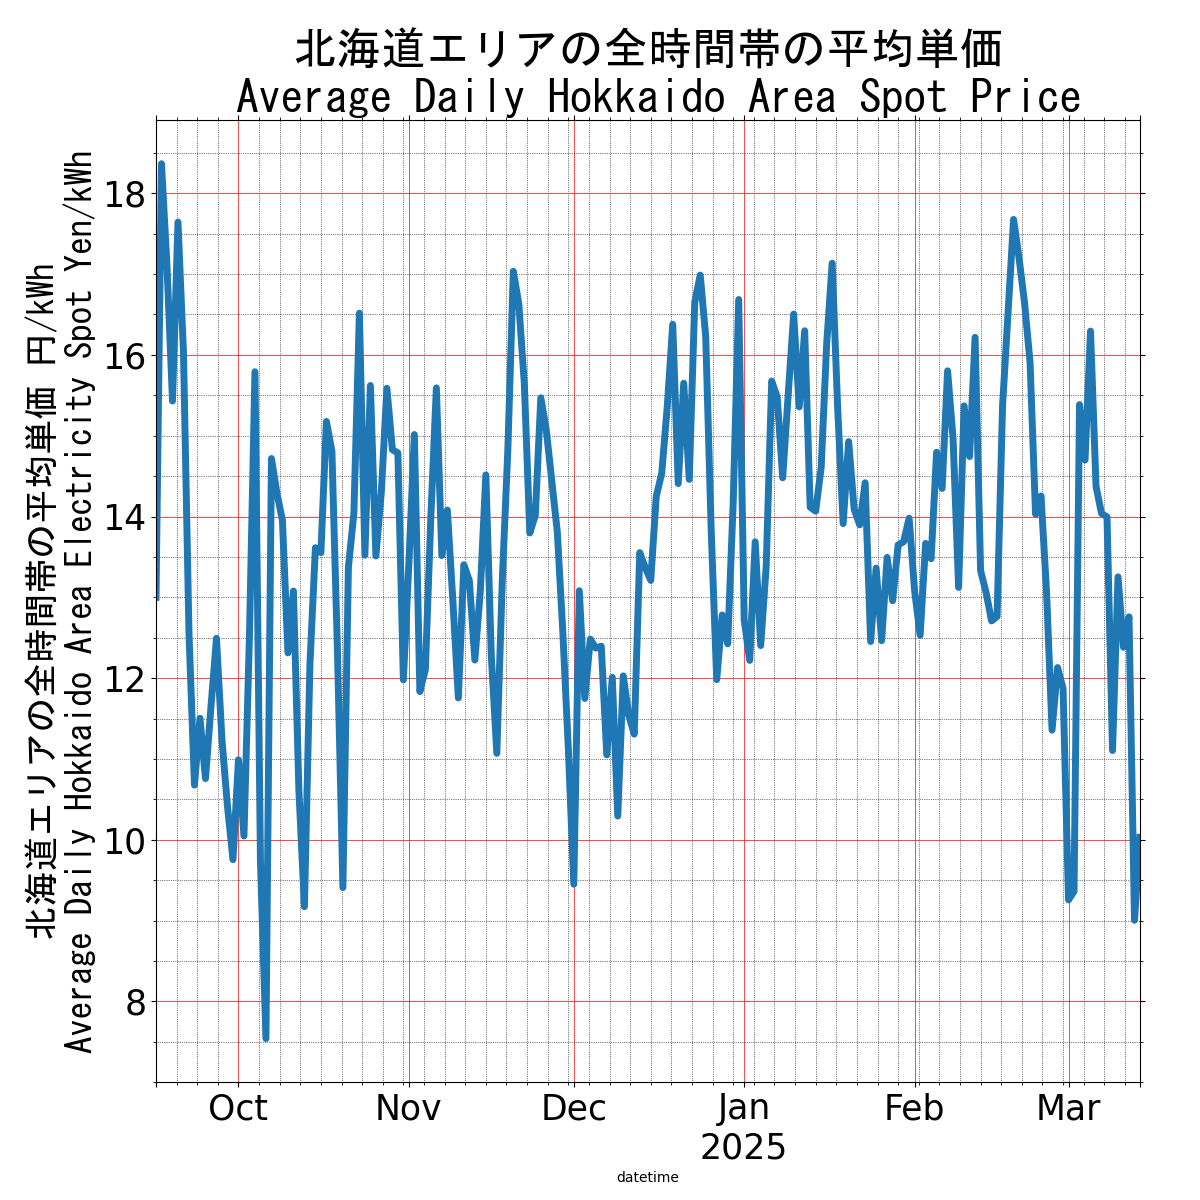 北海道エリアの全時間帯の平均単価
Average Daily Hokkaido Area Spot Price
北海道エリアの全時間帯の平均単価 円/kWh
Average Daily Hokkaido Area Electricity Spot Yen/kWh
18
16
14
12
10
8
Oct
Nov
Dec
Jan
2025
Feb
Mar
datetime